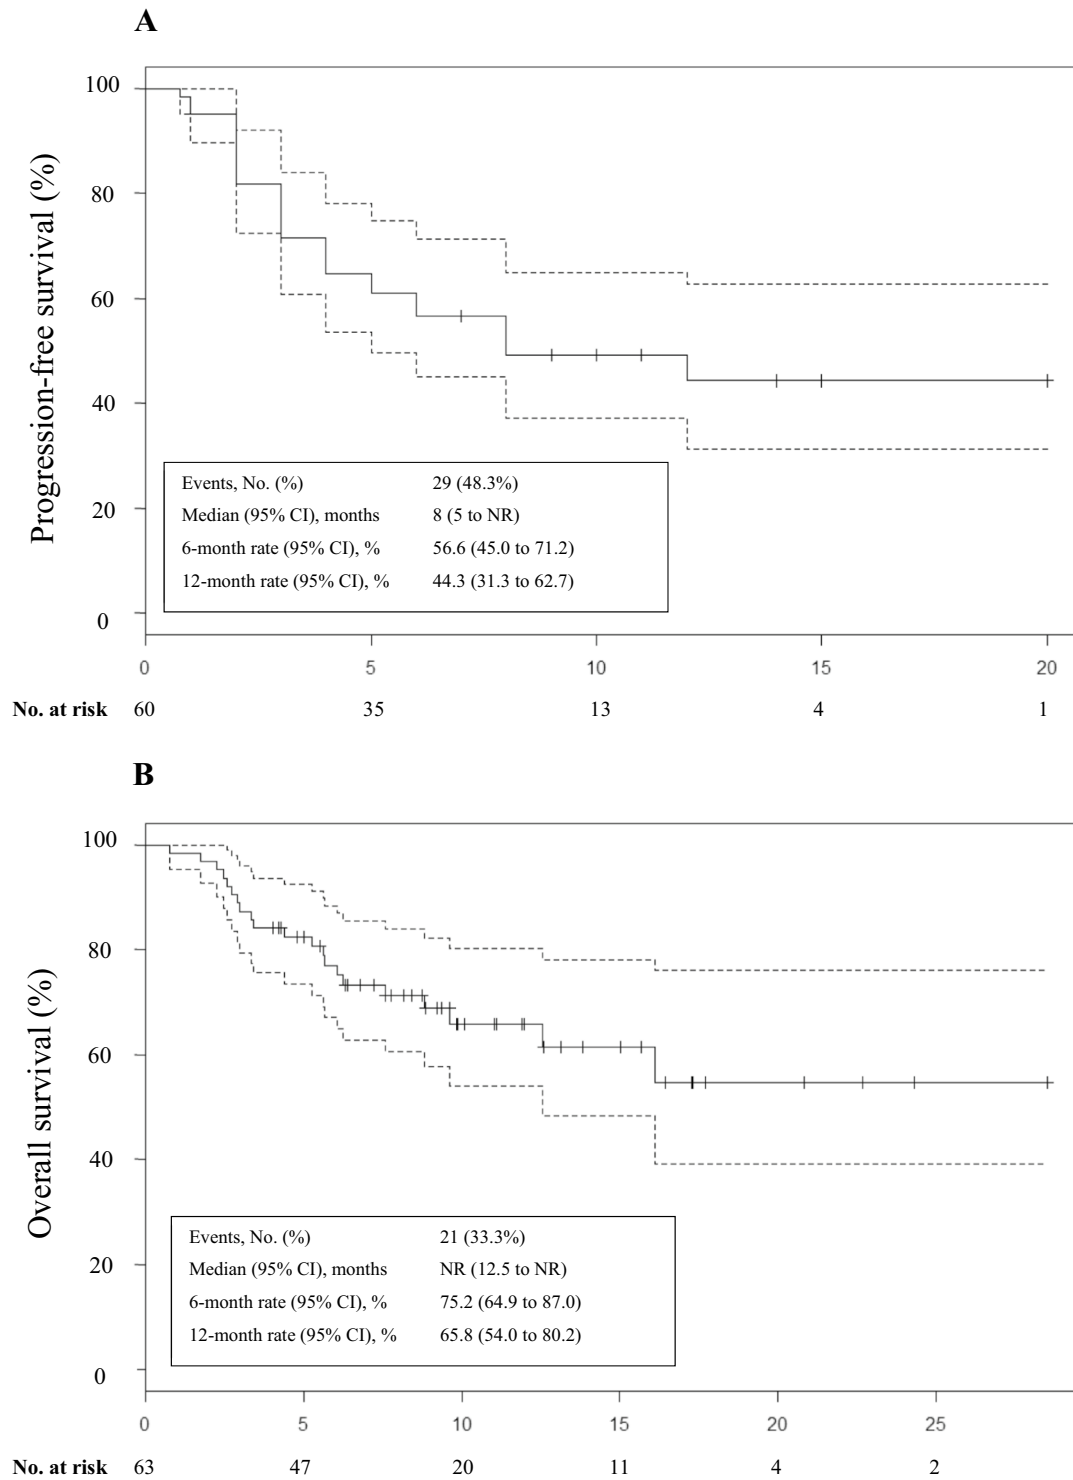 A
Progression-free survival (%)
100
80
60
40
20
0
Events, No. (%) 29 (48.3%)
Median (95% CI), months 8 (5 to NR)
6-month rate (95% CI), % 56.6 (45.0 to 71.2)
12-month rate (95% CI), % 44.3 (31.3 to 62.7)
0 5 10 15 20
No. at risk 60 35 13 4 1
B
Overall survival (%)
100
80
60
40
20
0
Events, No. (%) 21 (33.3%)
Median (95% CI), months NR (12.5 to NR)
6-month rate (95% CI), % 75.2 (64.9 to 87.0)
12-month rate (95% CI), % 65.8 (54.0 to 80.2)
0 5 10 15 20 25
No. at risk 63 47 20 11 4 2